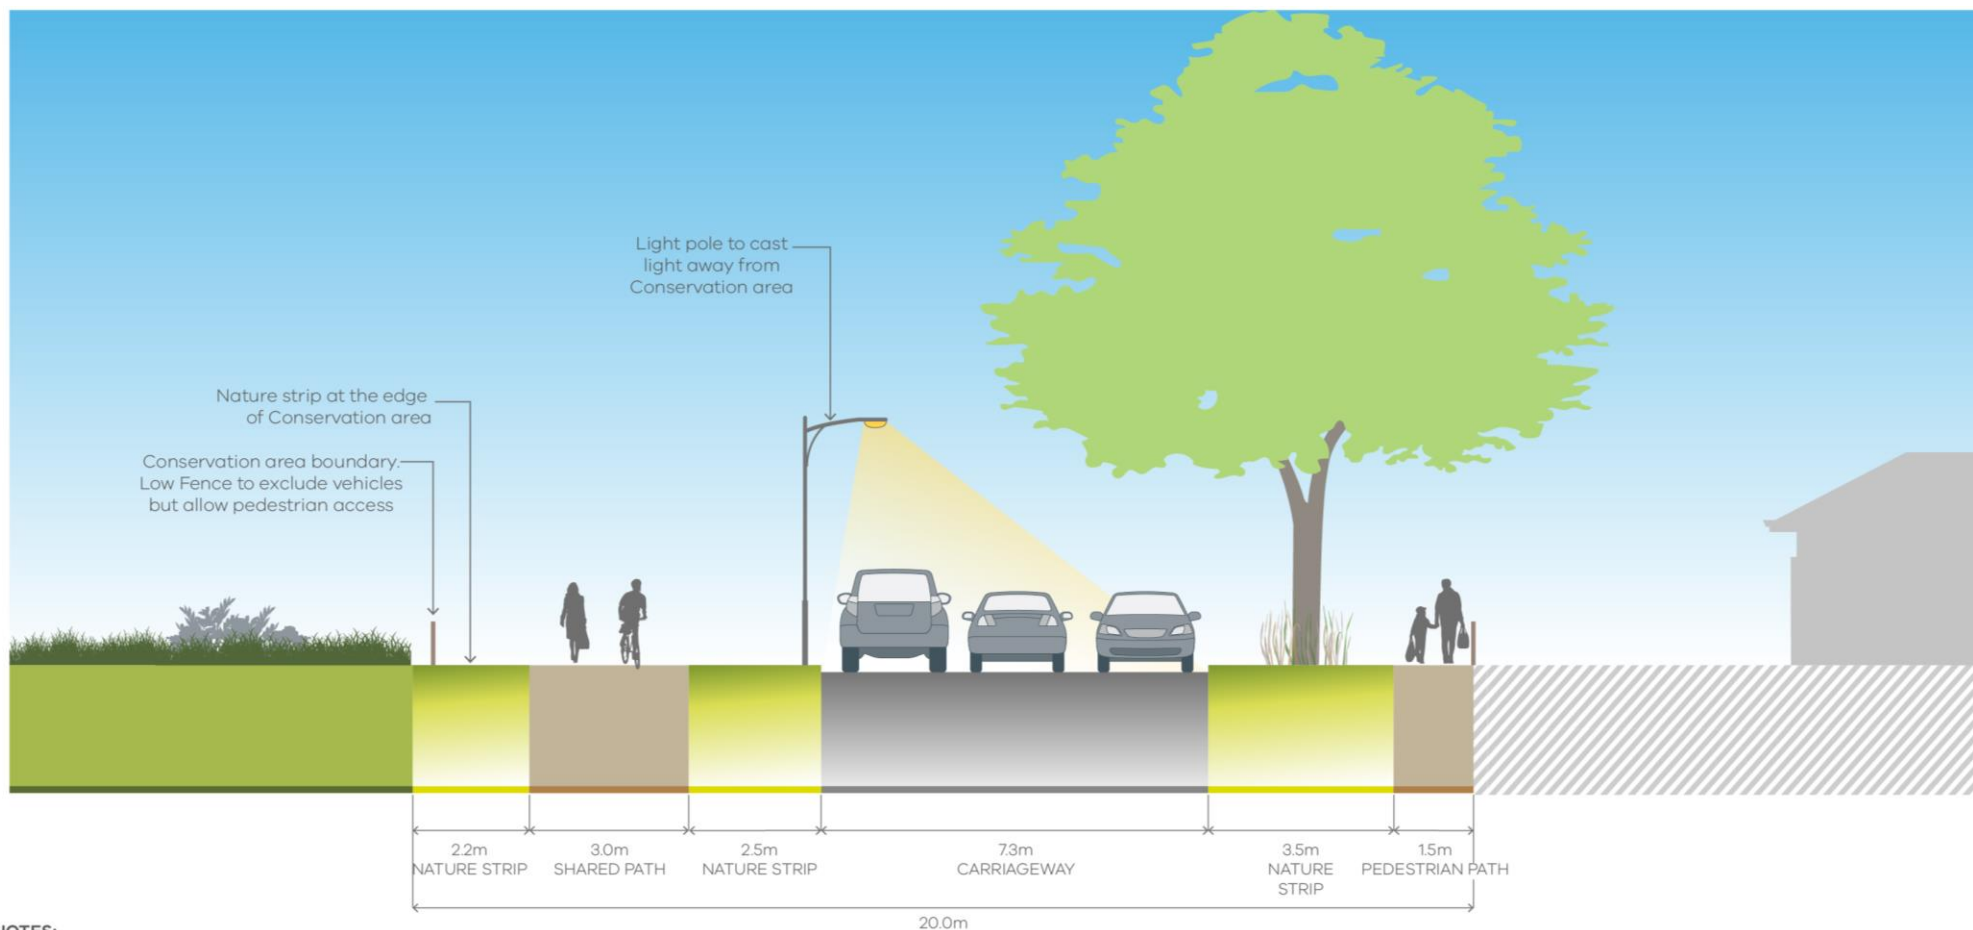 Light pole to cast
light away from
Conservation area
Nature strip at the edge
of Conservation area
Conservation area boundary.
Low Fence to exclude vehicles
but allow pedestrian access
2.2m
NATURE STRIP
3.0m
SHARED PATH
2.5m
NATURE STRIP
7.3m
CARRIAGEWAY
3.5m
NATURE
STRIP
1.5m
PEDESTRIAN PATH
20.0m
NOTES: